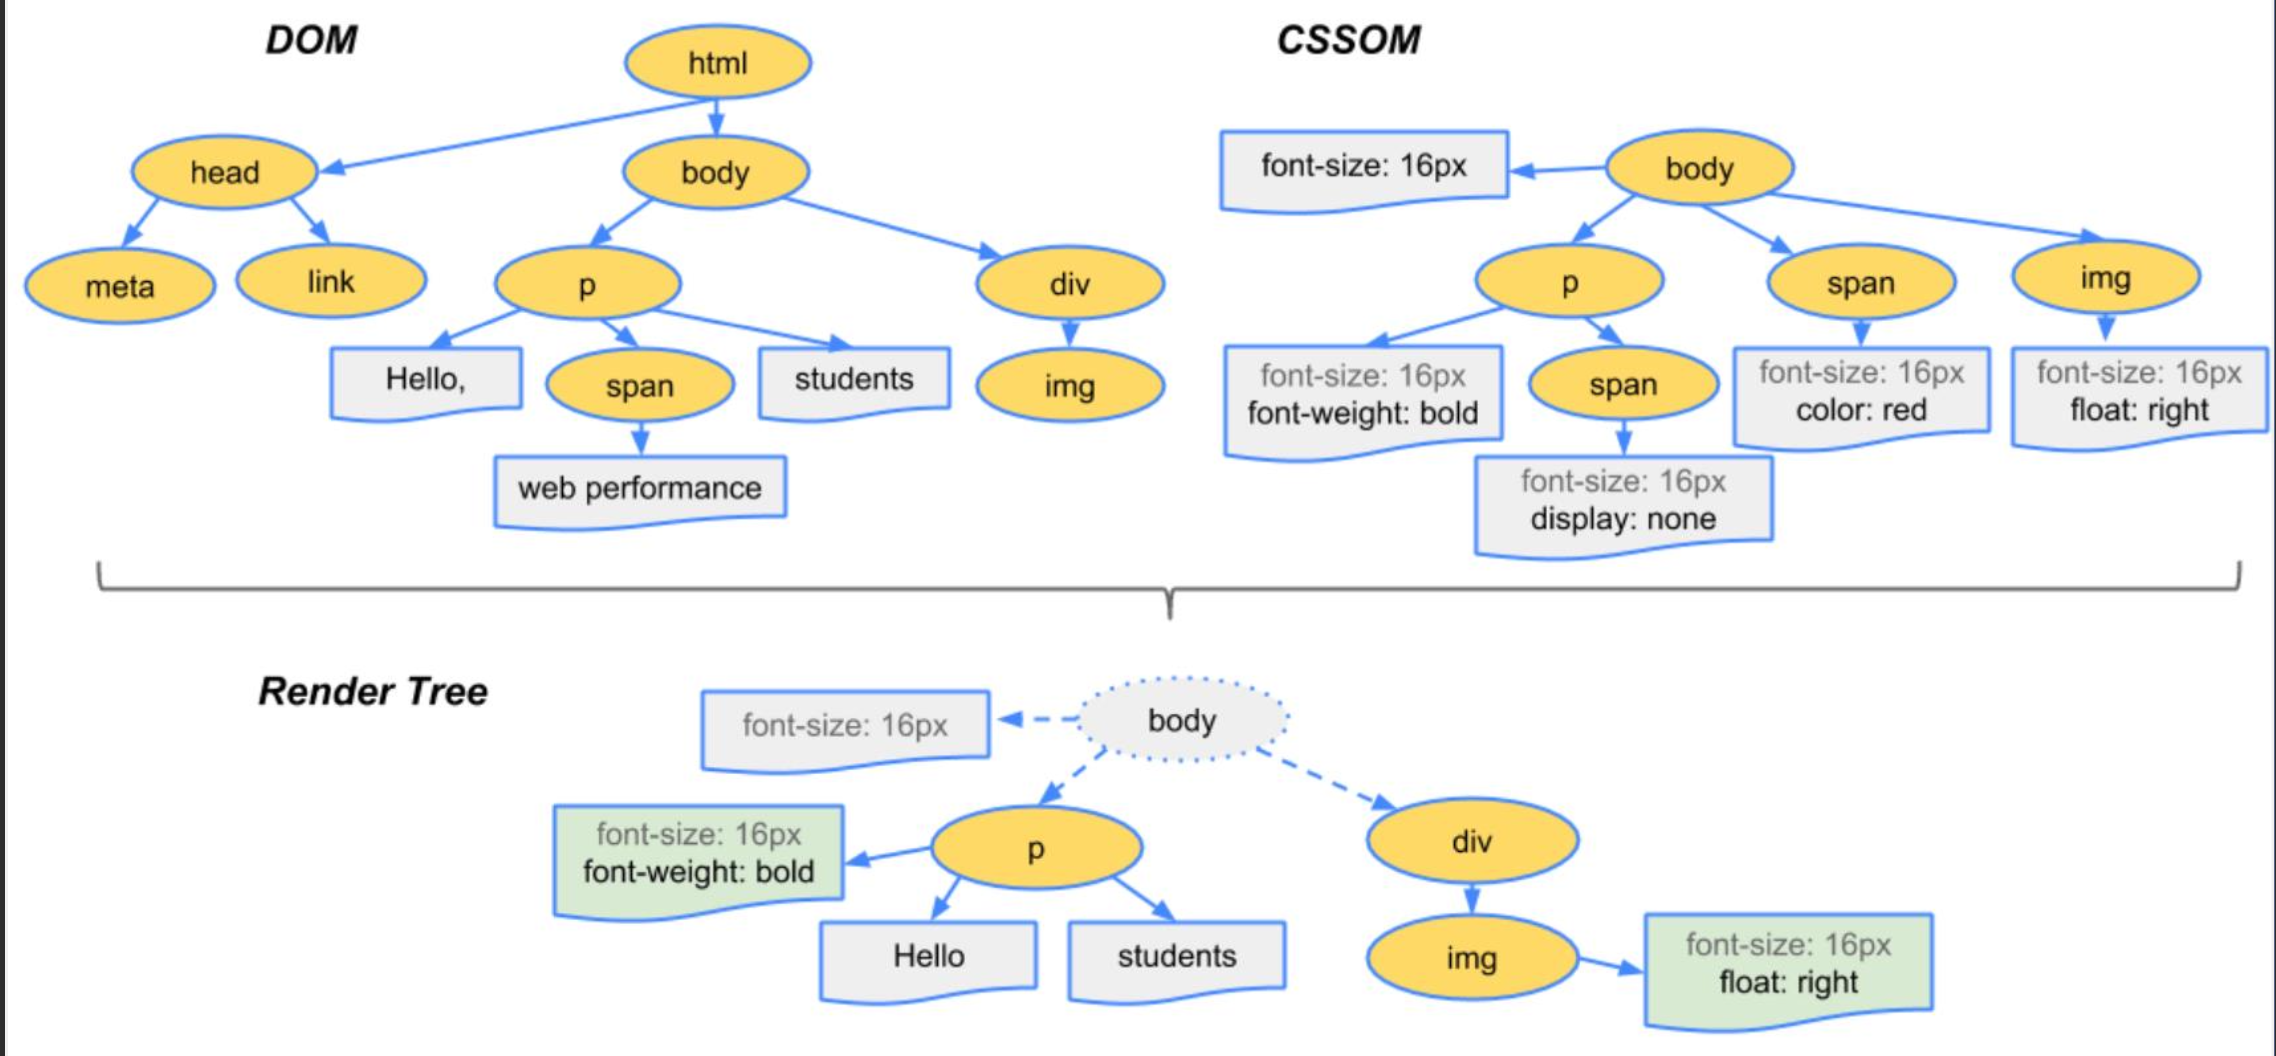 DOM
html
head
body
meta
link
p
div
Hello,
span
students
img
web performance
CSSOM
font-size: 16px
body
p
span
img
font-size: 16px
font-weight: bold
span
font-size: 16px
color: red
font-size: 16px
float: right
font-size: 16px
display: none
Render Tree
font-size: 16px
body
font-size: 16px
font-weight: bold
p
div
Hello
students
img
font-size: 16px
float: right